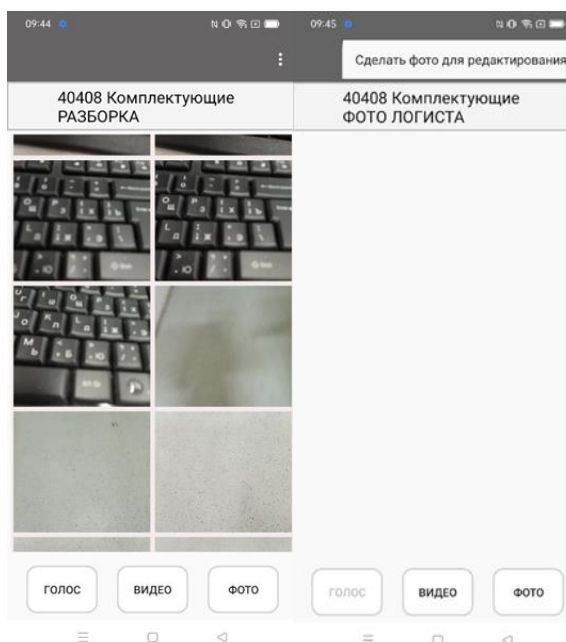 09:44
40408 Комплектующие
РАЗБОРКА
ГОЛОС
ВИДЕО
ФОТО
09:45
Сделать фото для редактирования
40408 Комплектующие
ФОТО ЛОГИСТА
ГОЛОС
ВИДЕО
ФОТО